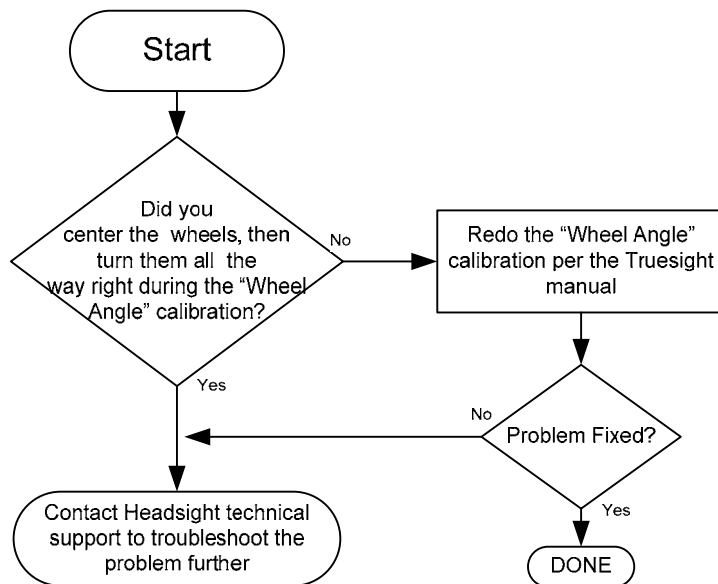 Start
Did you
center the wheels, then
turn them all the
way right during the “Wheel
Angle” calibration?
No
Redo the “Wheel Angle”
calibration per the Truesight
manual
Yes
No
Problem Fixed?
Contact Headsight technical
support to troubleshoot the
problem further
Yes
DONE